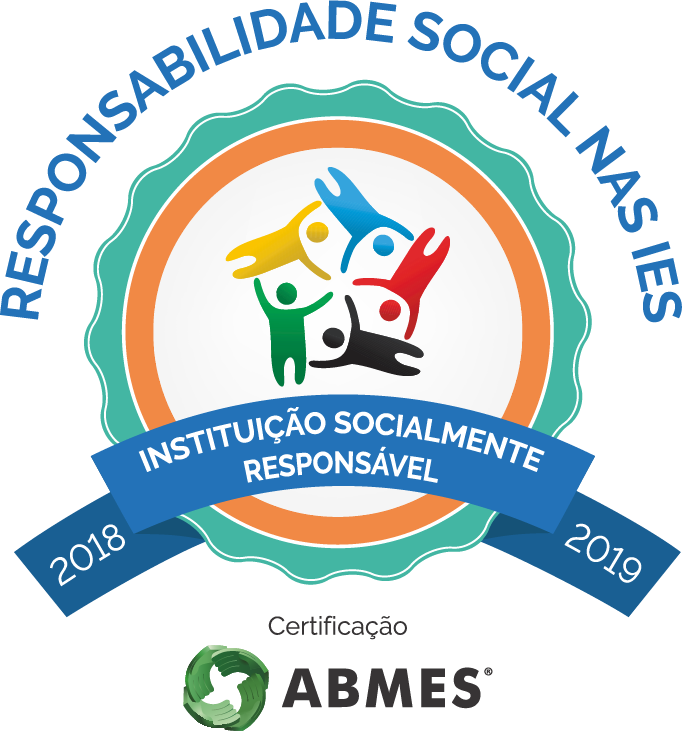 RESPONSABILIDADE SOCIAL NAS IES
INSTITUIÇÃO SOCIALMENTE
RESPONSÁVEL
2018
2019
Certificação
ABMES®